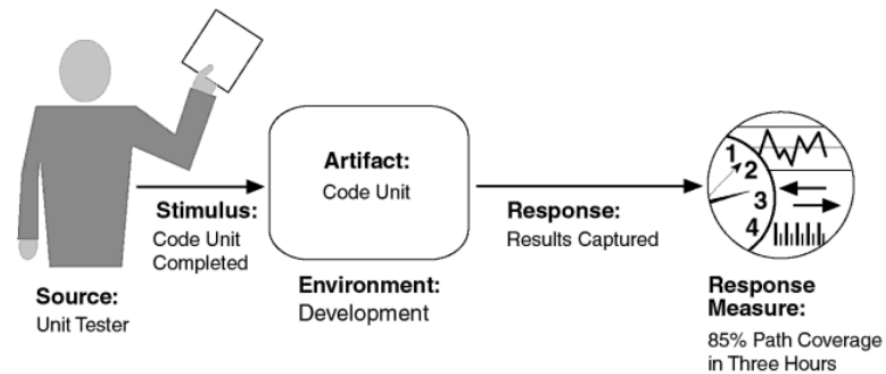 Source:
Unit Tester
Stimulus:
Code Unit
Completed
Artifact:
Code Unit
Environment:
Development
Response:
Results Captured
1
2
3
4
Response
Measure:
85% Path Coverage
in Three Hours